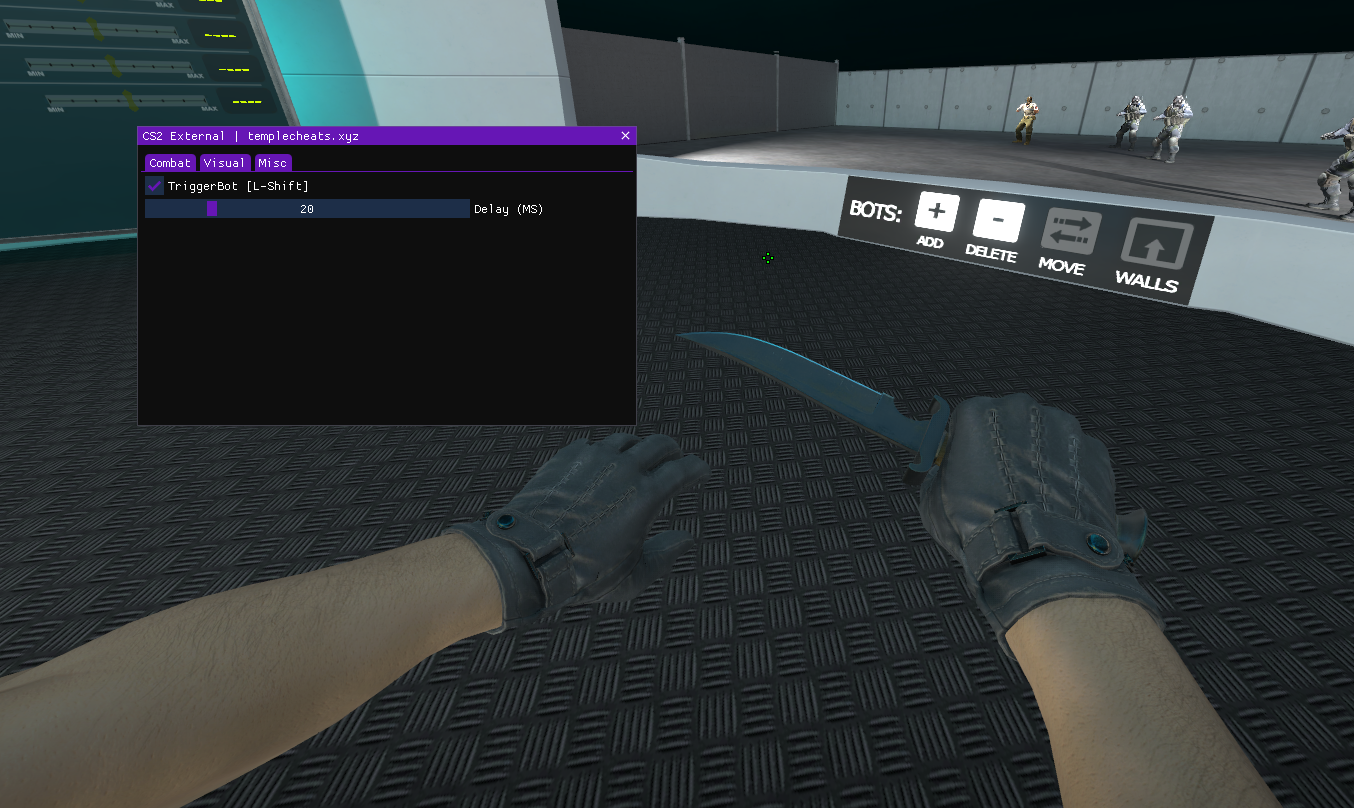 MAX
MIN MAX
MIN MAX
MIN MAX
CS2 External | templecheats.xyz
Combat Visual Misc
TriggerBot [L-Shift]
20 Delay (MS)
BOTS: ADD DELETE MOVE WALLS